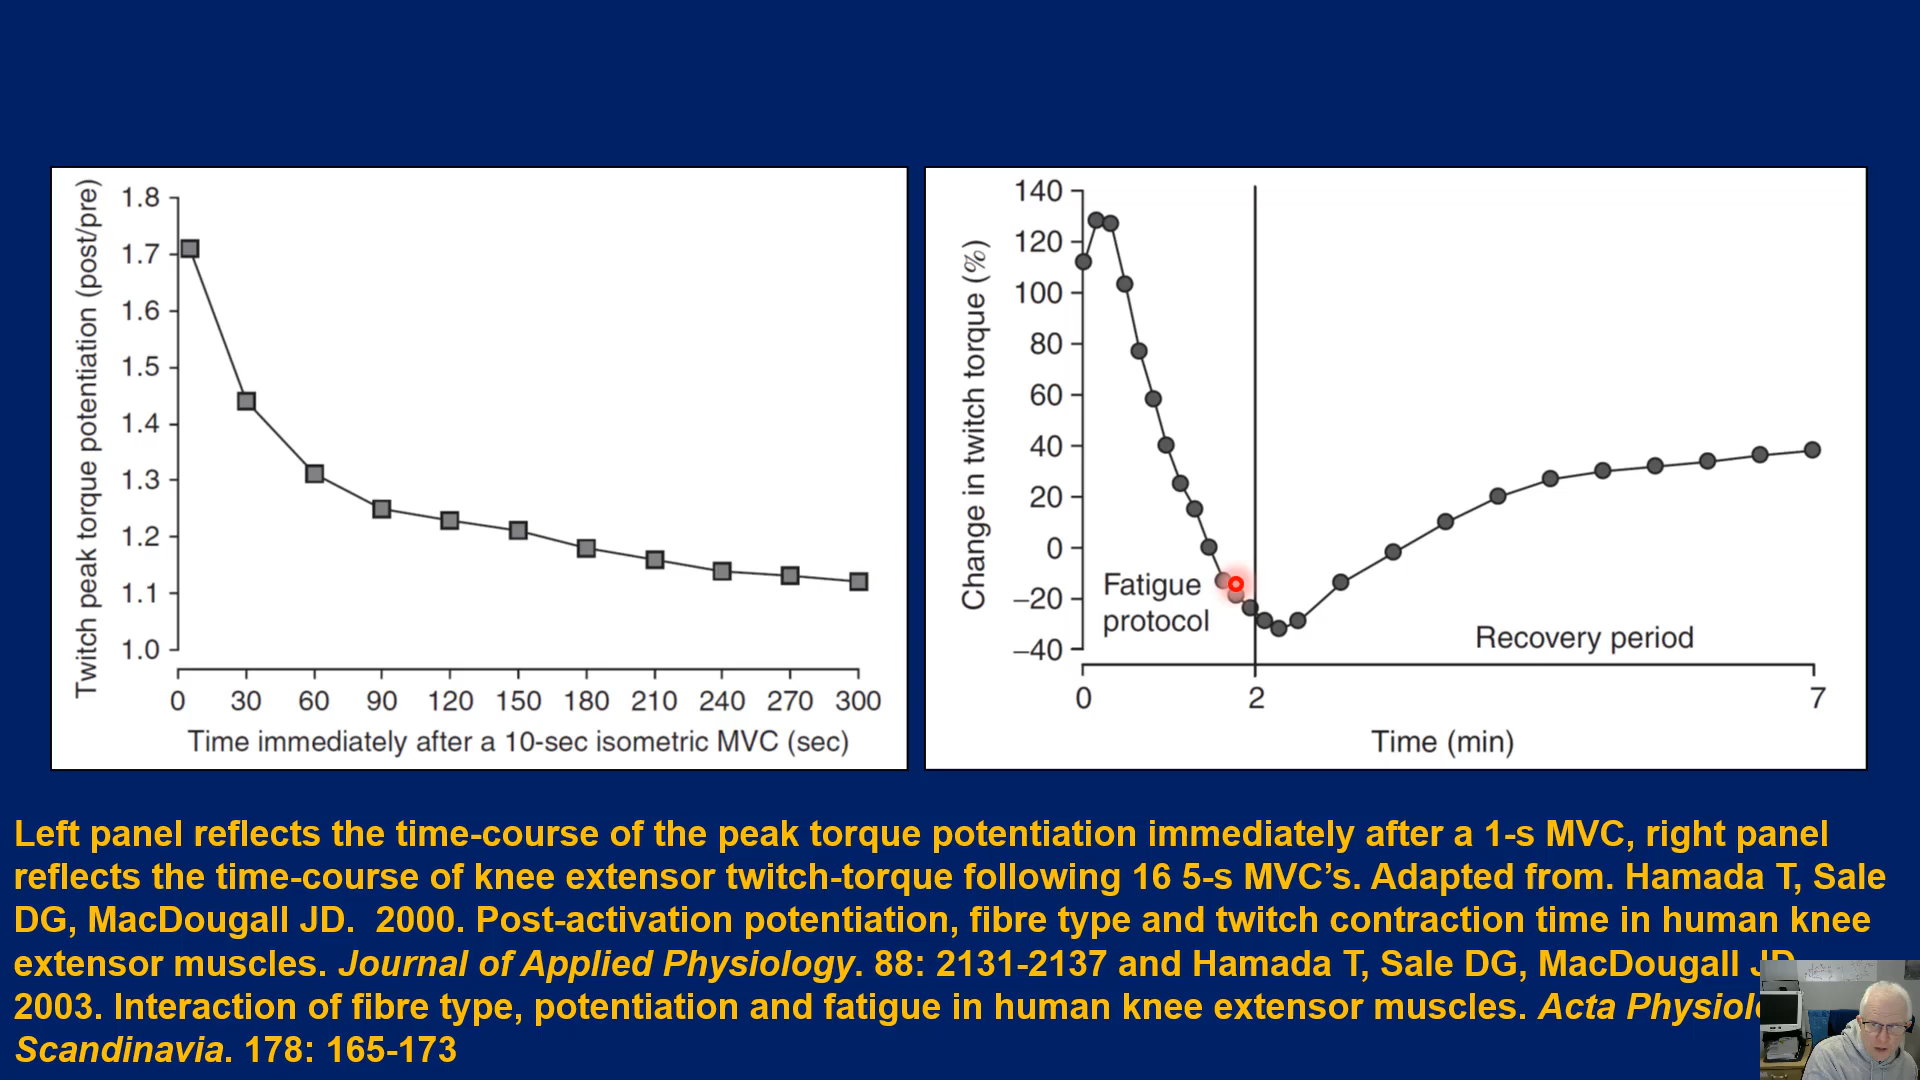 Twitch peak torque potentiation (post/pre)
1.8
1.7
1.6
1.5
1.4
1.3
1.2
1.1
1.0
0 30 60 90 120 150 180 210 240 270 300
Time immediately after a 10-sec isometric MVC (sec)
Change in twitch torque (%)
140
120
100
80
60
40
20
0
–20
–40
Fatigue
protocol
Recovery period
0 2 7
Time (min)
Left panel reflects the time-course of the peak torque potentiation immediately after a 1-s MVC, right panel
reflects the time-course of knee extensor twitch-torque following 16 5-s MVC’s. Adapted from. Hamada T, Sale
DG, MacDougall JD. 2000. Post-activation potentiation, fibre type and twitch contraction time in human knee
extensor muscles. Journal of Applied Physiology. 88: 2131-2137 and Hamada T, Sale DG, MacDougall JD
2003. Interaction of fibre type, potentiation and fatigue in human knee extensor muscles. Acta
Scandinavia. 178: 165-173